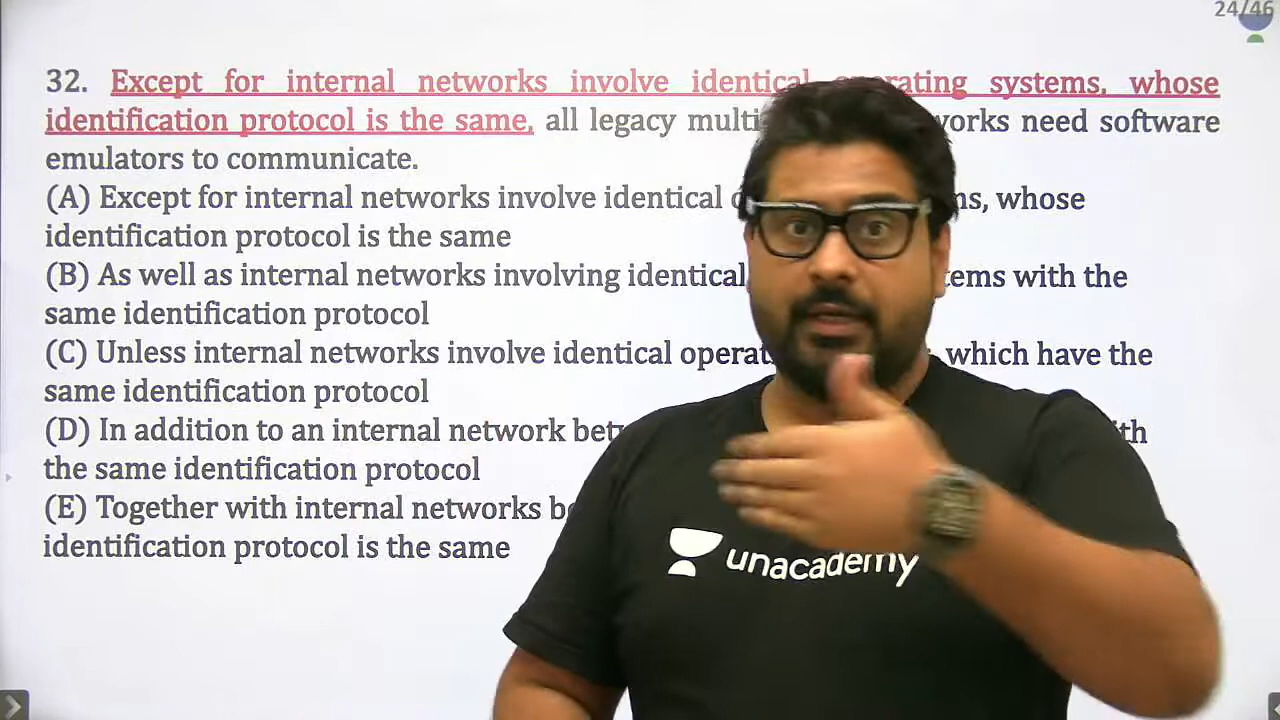 24/46
32. Except for internal networks involve identical operating systems, whose
identification protocol is the same, all legacy multi works need software
emulators to communicate.
(A) Except for internal networks involve identical ms, whose
identification protocol is the same
(B) As well as internal networks involving identical tems with the
same identification protocol
(C) Unless internal networks involve identical operat which have the
same identification protocol
(D) In addition to an internal network bet th
the same identification protocol
(E) Together with internal networks b
identification protocol is the same
unacademy